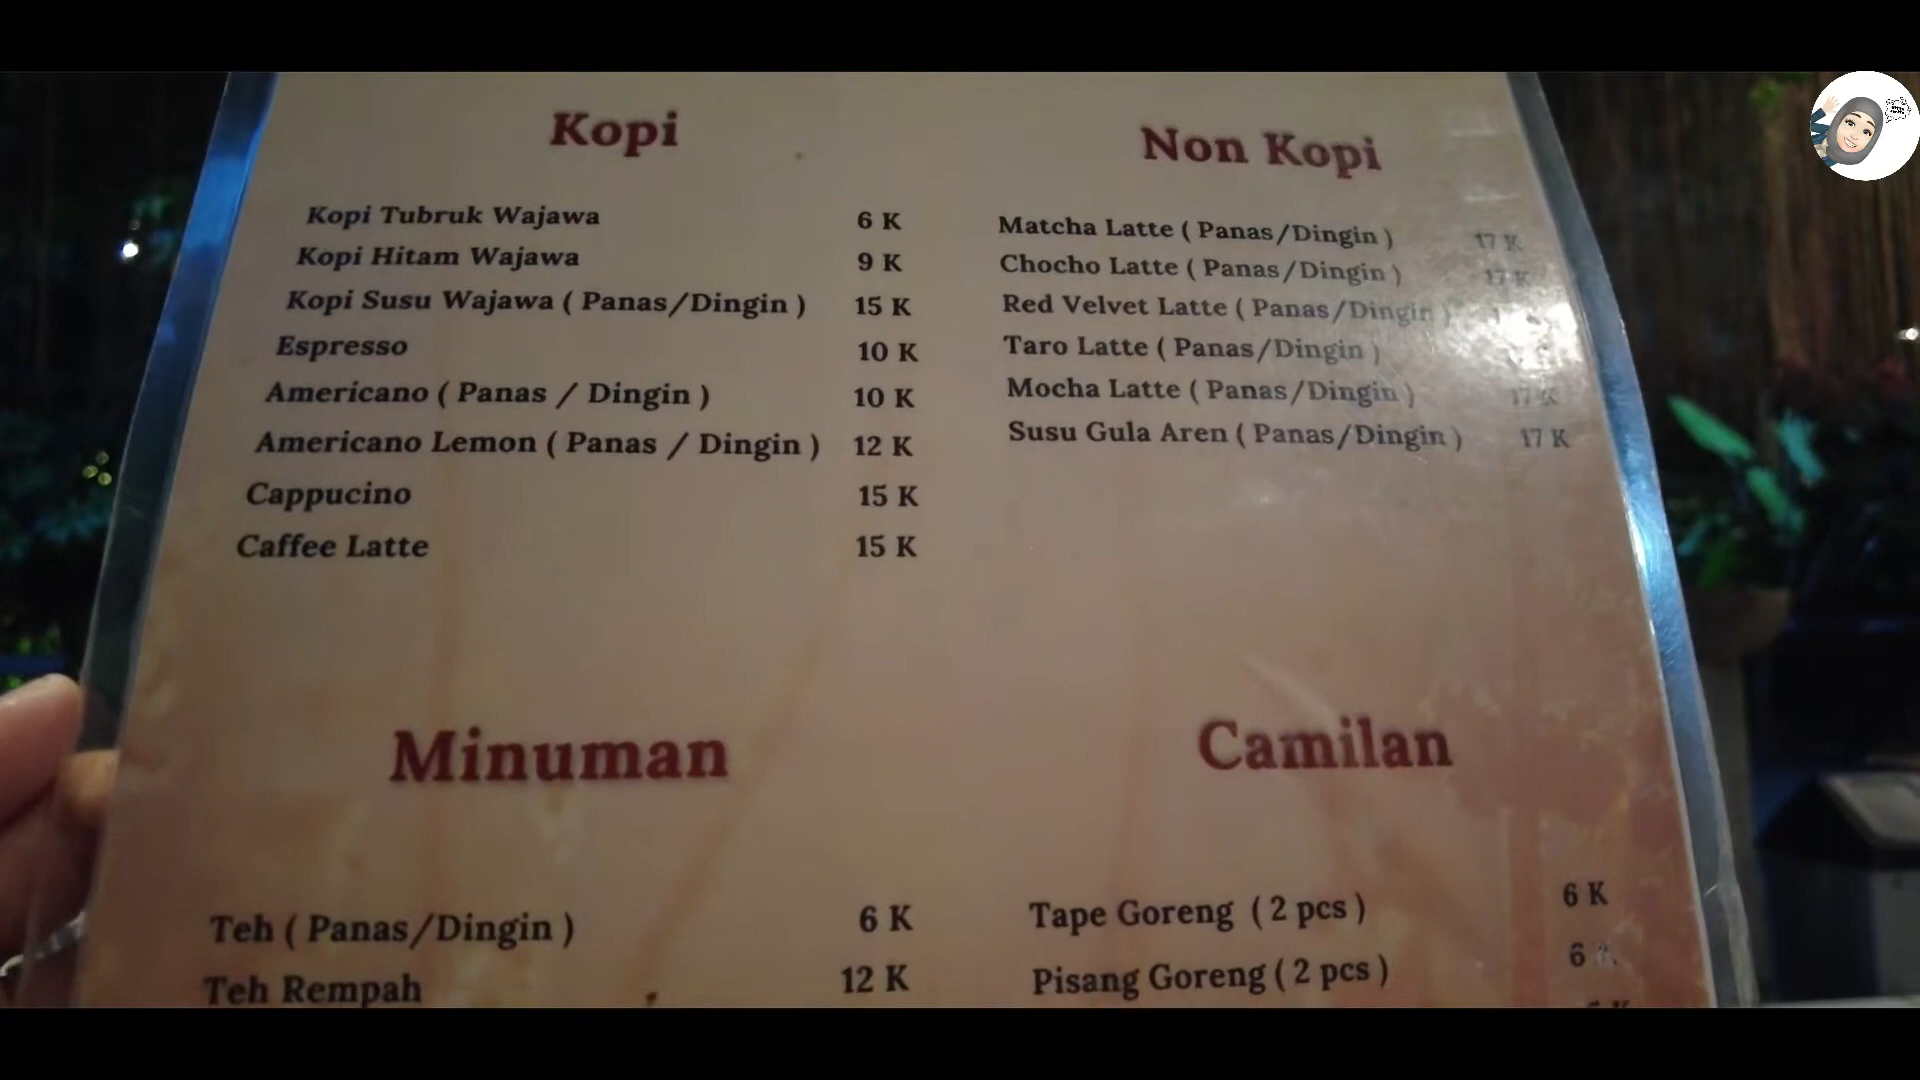 Kopi
Kopi Tubruk Wajawa 6 K
Kopi Hitam Wajawa 9 K
Kopi Susu Wajawa ( Panas/Dingin ) 15 K
Espresso 10 K
Americano ( Panas / Dingin ) 10 K
Americano Lemon ( Panas / Dingin ) 12 K
Cappucino 15 K
Caffee Latte 15 K
Non Kopi
Matcha Latte ( Panas/Dingin ) 17 K
Chocho Latte ( Panas/Dingin ) 17 K
Red Velvet Latte ( Panas/Dingin )
Taro Latte ( Panas/Dingin )
Mocha Latte ( Panas/Dingin ) 17 K
Susu Gula Aren ( Panas/Dingin ) 17 K
Minuman
Teh ( Panas/Dingin ) 6 K
Teh Rempah 12 K
Camilan
Tape Goreng ( 2 pcs ) 6 K
Pisang Goreng ( 2 pcs ) 6